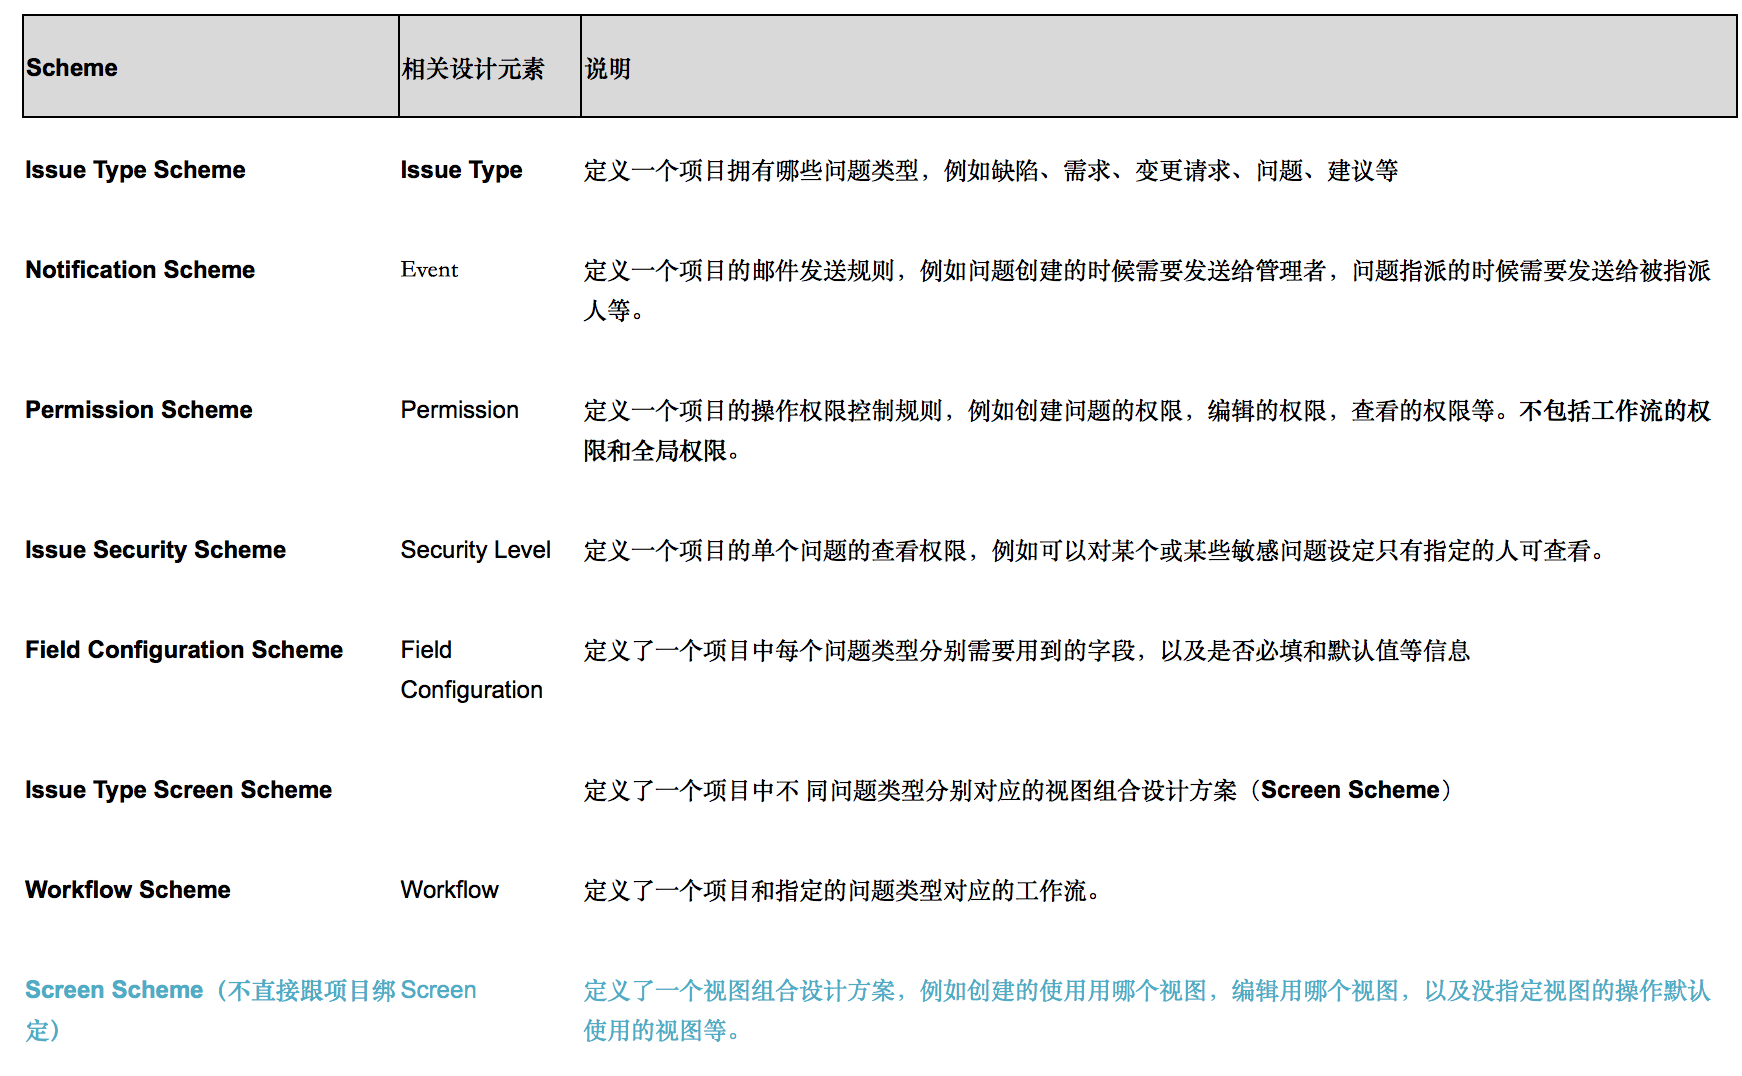 Scheme 相关设计元素 说明
Issue Type Scheme Issue Type 定义一个项目拥有哪些问题类型，例如缺陷、需求、变更请求、问题、建议等
Notification Scheme Event 定义一个项目的邮件发送规则，例如问题创建的时候需要发送给管理者，问题指派的时候需要发送给被指派
人等。
Permission Scheme Permission 定义一个项目的操作权限控制规则，例如创建问题的权限，编辑的权限，查看的权限等。不包括工作流的权
限和全局权限。
Issue Security Scheme Security Level 定义一个项目的单个问题的查看权限，例如可以对某个或某些敏感问题设定只有指定的人可查看。
Field Configuration Scheme Field 定义了一个项目中每个问题类型分别需要用到的字段，以及是否必填和默认值等信息
Configuration
Issue Type Screen Scheme 定义了一个项目中不 同问题类型分别对应的视图组合设计方案（Screen Scheme）
Workflow Scheme Workflow 定义了一个项目和指定的问题类型对应的工作流。
Screen Scheme（不直接跟项目绑 Screen 定义了一个视图组合设计方案，例如创建的使用用哪个视图，编辑用哪个视图，以及没指定视图的操作默认
定） 使用的视图等。